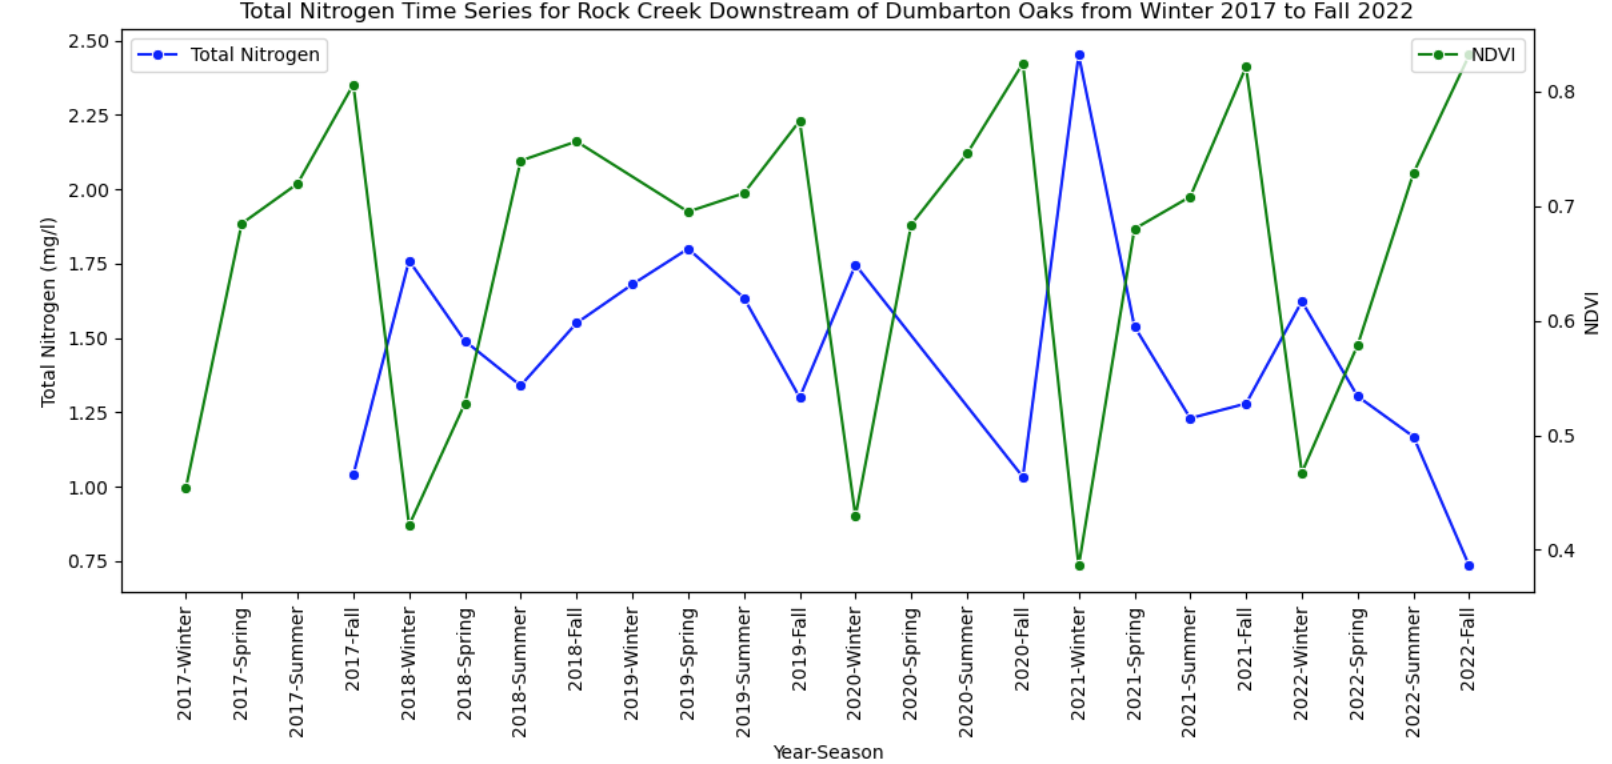 Total Nitrogen Time Series for Rock Creek Downstream of Dumbarton Oaks from Winter 2017 to Fall 2022
Total Nitrogen
NDVI
2.50
2.25
2.00
1.75
1.50
1.25
1.00
0.75
Total Nitrogen (mg/l)
0.8
0.7
0.6
0.5
0.4
NDVI
2017-Winter
2017-Spring
2017-Summer
2017-Fall
2018-Winter
2018-Spring
2018-Summer
2018-Fall
2019-Winter
2019-Spring
2019-Summer
2019-Fall
2020-Winter
2020-Spring
2020-Summer
2020-Fall
2021-Winter
2021-Spring
2021-Summer
2021-Fall
2022-Winter
2022-Spring
2022-Summer
2022-Fall
Year-Season